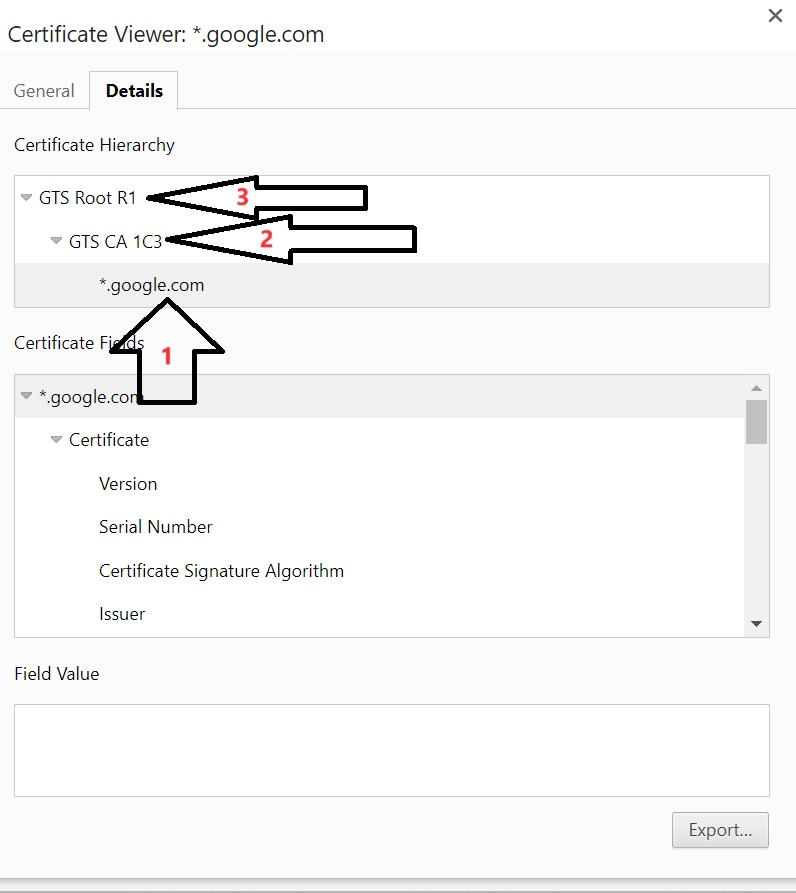 Certificate Viewer: *.google.com
General Details
Certificate Hierarchy
GTS Root R1 3
GTS CA 1C3 2
*.google.com
Certificate Fields
1
*.google.com
Certificate
Version
Serial Number
Certificate Signature Algorithm
Issuer
Field Value
Export...